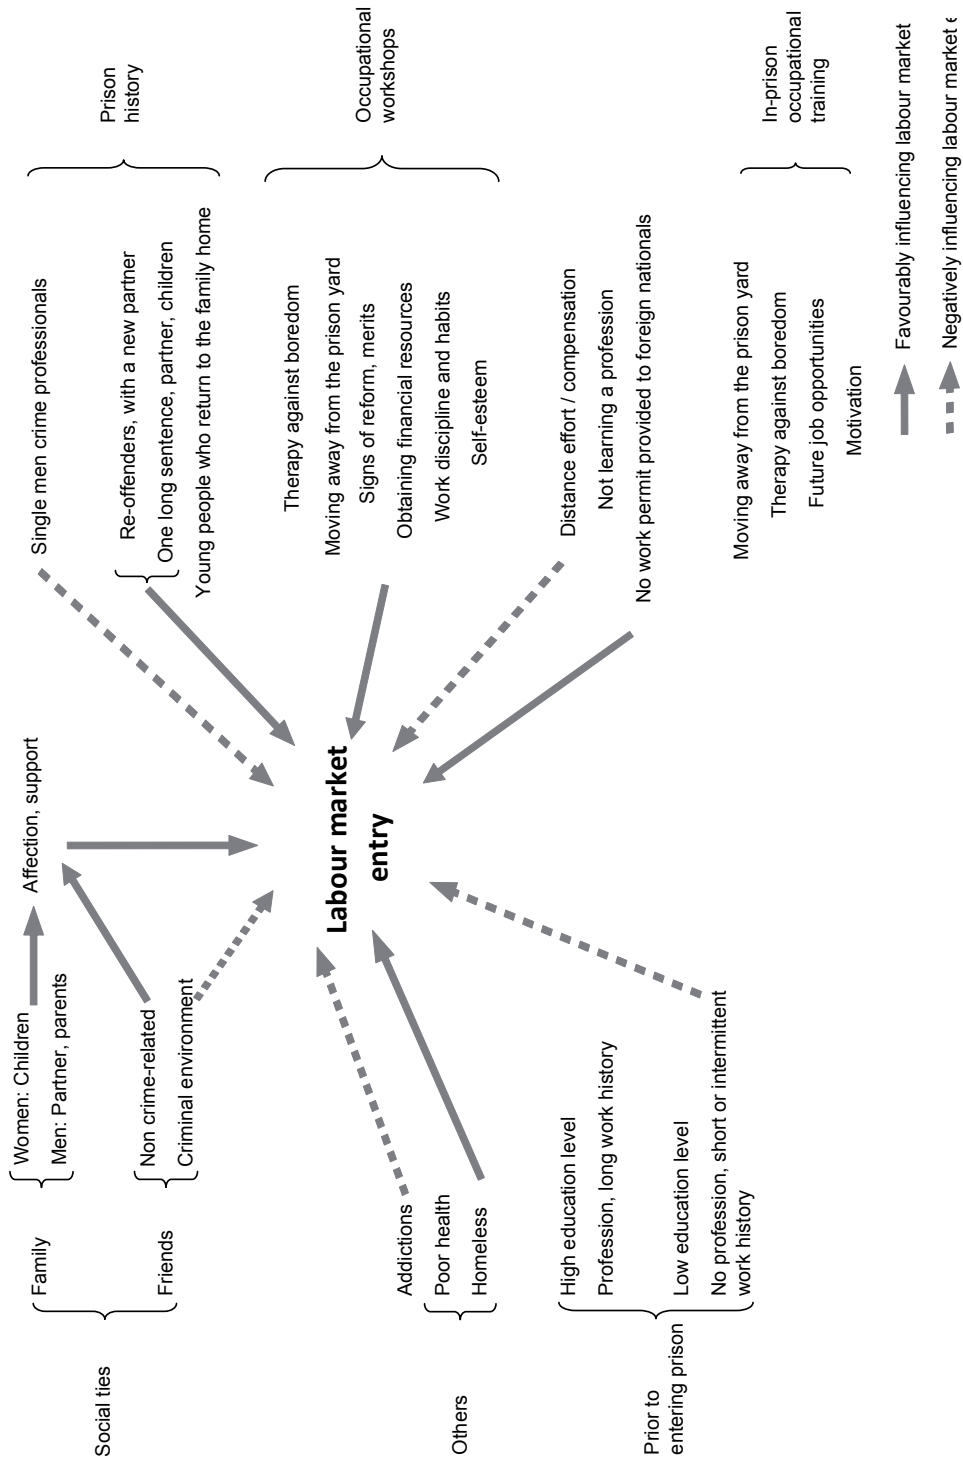 Social ties
Family
Women: Children
Men: Partner, parents
Friends
Non crime-related
Criminal environment
Affection, support
Single men crime professionals
Re-offenders, with a new partner
One long sentence, partner, children
Young people who return to the family home
Prison
history
Labour market
entry
Therapy against boredom
Moving away from the prison yard
Signs of reform, merits
Obtaining financial resources
Work discipline and habits
Self-esteem
Occupational
workshops
Others
Addictions
Poor health
Homeless
Distance effort / compensation
Not learning a profession
No work permit provided to foreign nationals
Prior to
entering prison
High education level
Profession, long work history
Low education level
No profession, short or intermittent
work history
Moving away from the prison yard
Therapy against boredom
Future job opportunities
Motivation
In-prison
occupational
training
Favourably influencing labour market
Negatively influencing labour market